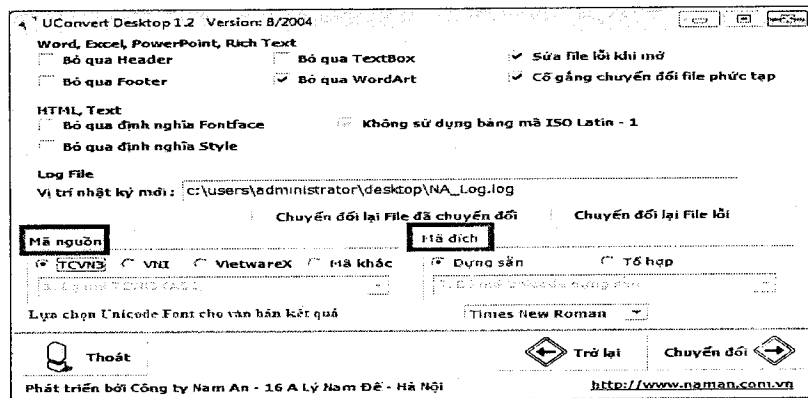 UConvert Desktop 1.2 Version: 8/2004
Word, Excel, PowerPoint, Rich Text
Bỏ qua Header Bỏ qua TextBox Sửa file lỗi khi mở
Bỏ qua Footer Bỏ qua WordArt Cố gắng chuyển đổi file phức tạp
HTML, Text
Bỏ qua định nghĩa Fontface Không sử dụng bảng mã ISO Latin - 1
Bỏ qua định nghĩa Style
Log File
Vị trí nhật ký mới: c:\users\administrator\desktop\NA_Log.log
Chuyển đổi lại File đã chuyển đổi Chuyển đổi lại File lỗi
Mã nguồn Mã đích
TCVN3 VNI VietwareX Mã khác Dựng sẵn Tổ hợp
Lựa chọn Unicode Font cho văn bản kết quả Times New Roman
Thoát Trở lại Chuyển đổi
Phát triển bởi Công ty Nam An - 16 A Lý Nam Đế - Hà Nội http://www.naman.com.vn